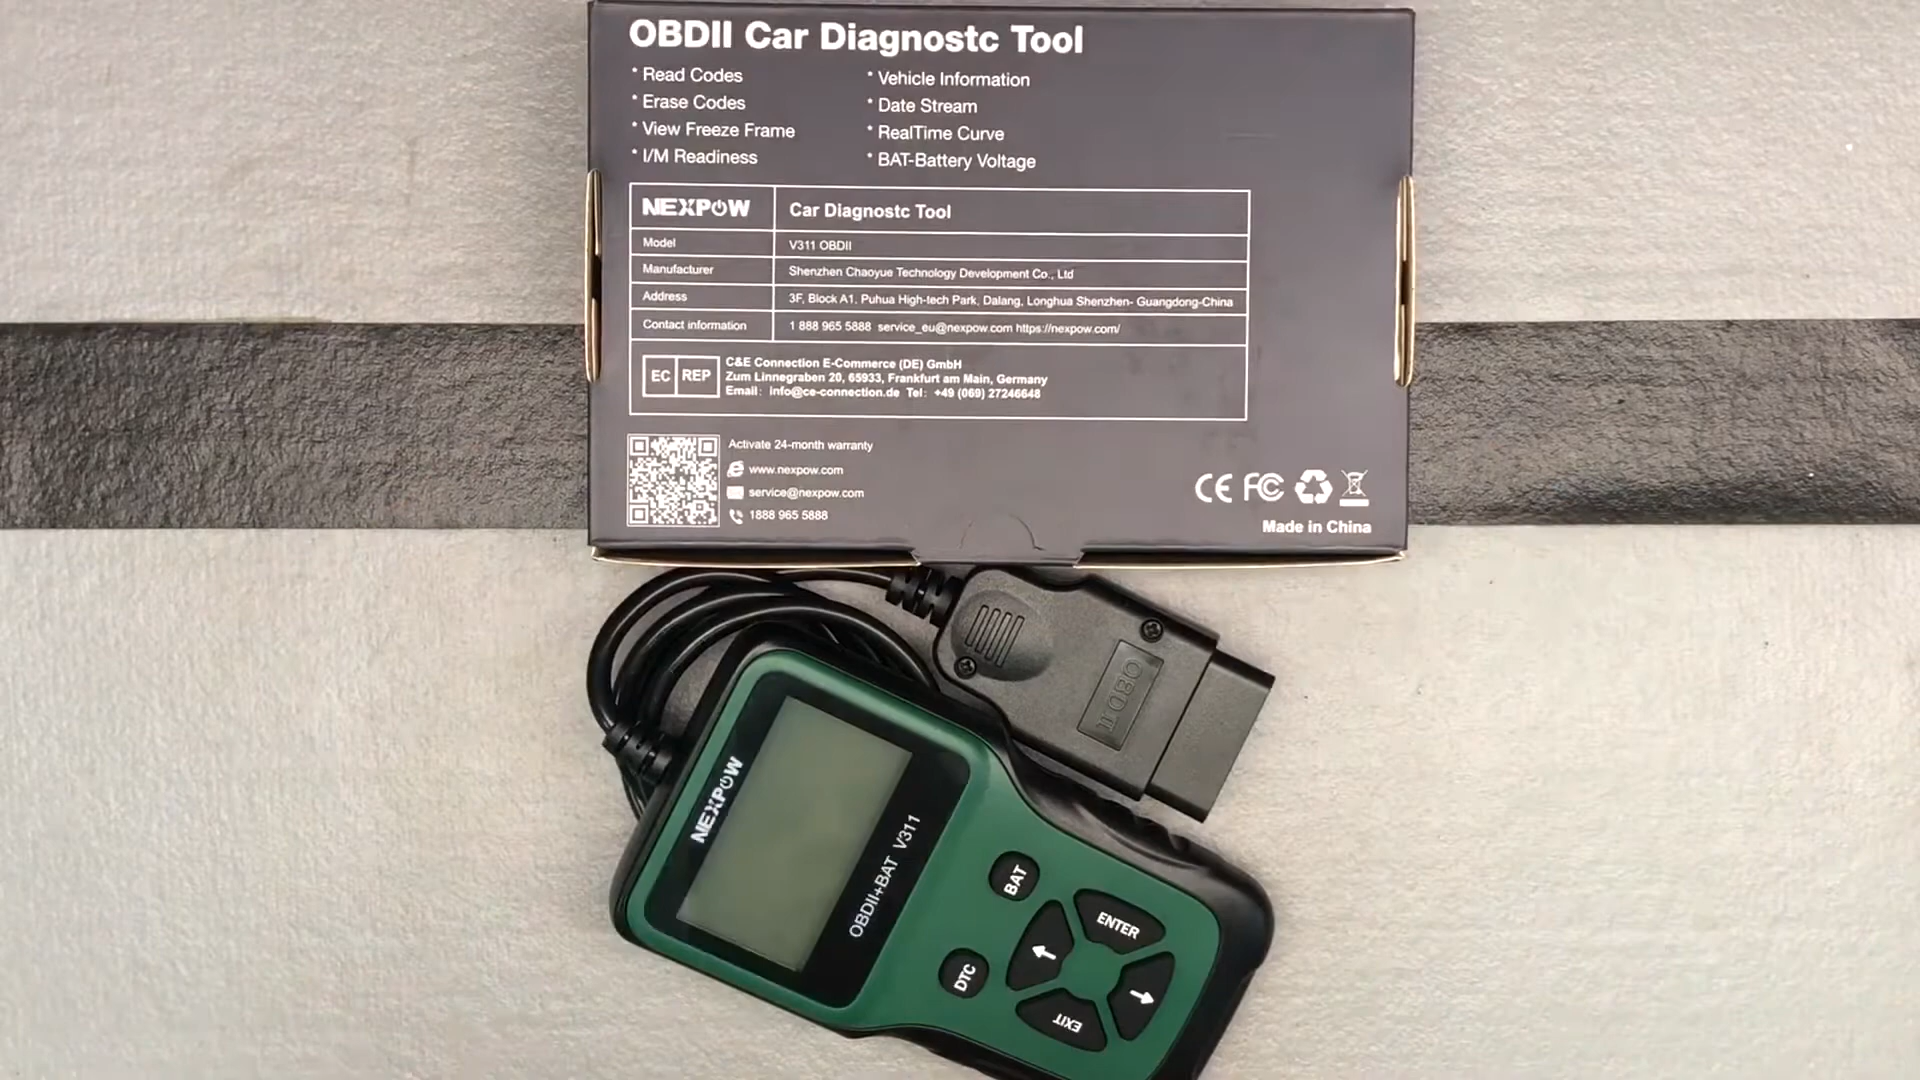 OBDII Car Diagnostc Tool
* Read Codes
* Erase Codes
* View Freeze Frame
* I/M Readiness
* Vehicle Information
* Date Stream
* RealTime Curve
* BAT-Battery Voltage
NEXPOW Car Diagnostc Tool
Model V311 OBDII
Manufacturer Shenzhen Chaoyue Technology Development Co., Ltd
Address 3F, Block A1, Puhua High-tech Park, Dalang, Longhua Shenzhen- Guangdong-China
Contact information 1 888 965 5888 service_eu@nexpow.com https://nexpow.com/
EC REP
C&E Connection E-Commerce (DE) GmbH
Zum Linnegraben 20, 65933, Frankfurt am Main, Germany
Email: info@ce-connection.de Tel: +49 (069) 27246648
Activate 24-month warranty
www.nexpow.com
service@nexpow.com
1888 965 5888
CE FC
Made in China
OBD II
NEXPOW
OBDII+BAT V311
BAT
DTC
ENTER
EXIT